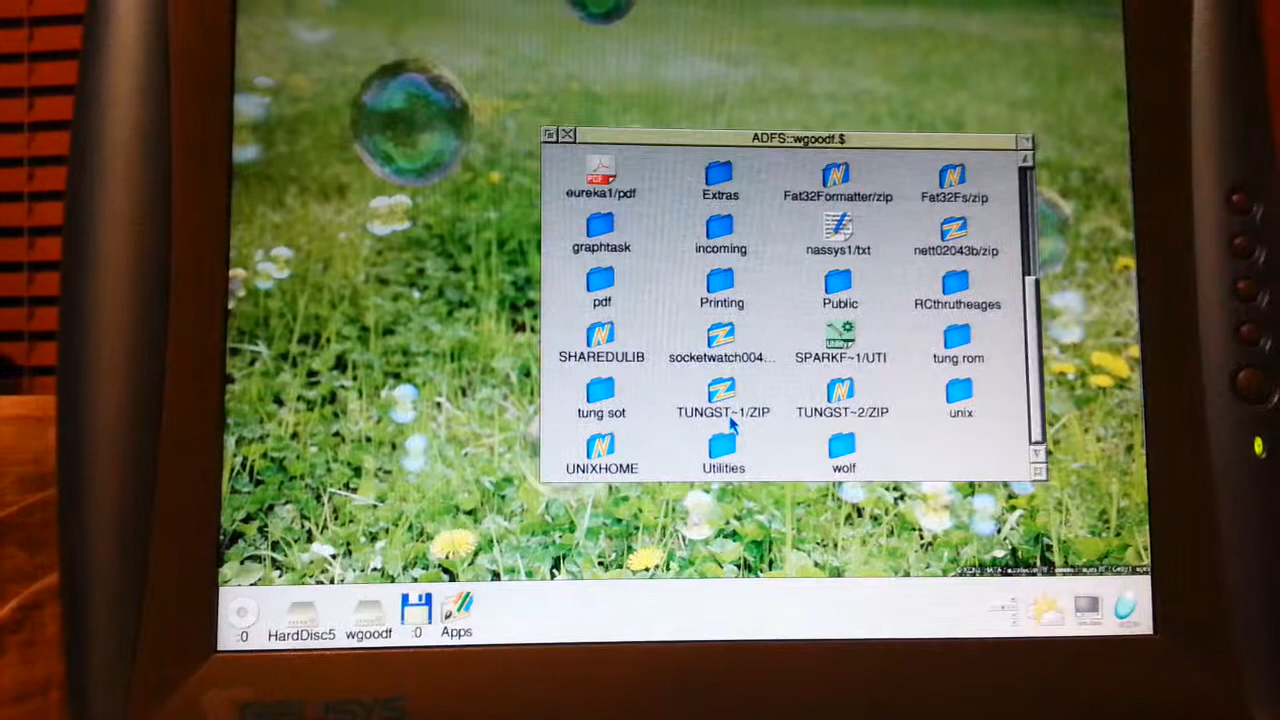 ADFS::wgoodf.$
PDF
eureka1/pdf
Extras
Fat32Formatter/zip
Fat32Fs/zip
graphtask
incoming
nassys1/txt
nett02043b/zip
pdf
Printing
Public
RCthrutheages
Utility
SHAREDULIB
socketwatch004...
SPARKF~1/UTI
tung rom
tung sot
TUNGST~1/ZIP
TUNGST~2/ZIP
unix
UNIXHOME
Utilities
wolf
:0
HardDisc5
wgoodf
:0
Apps